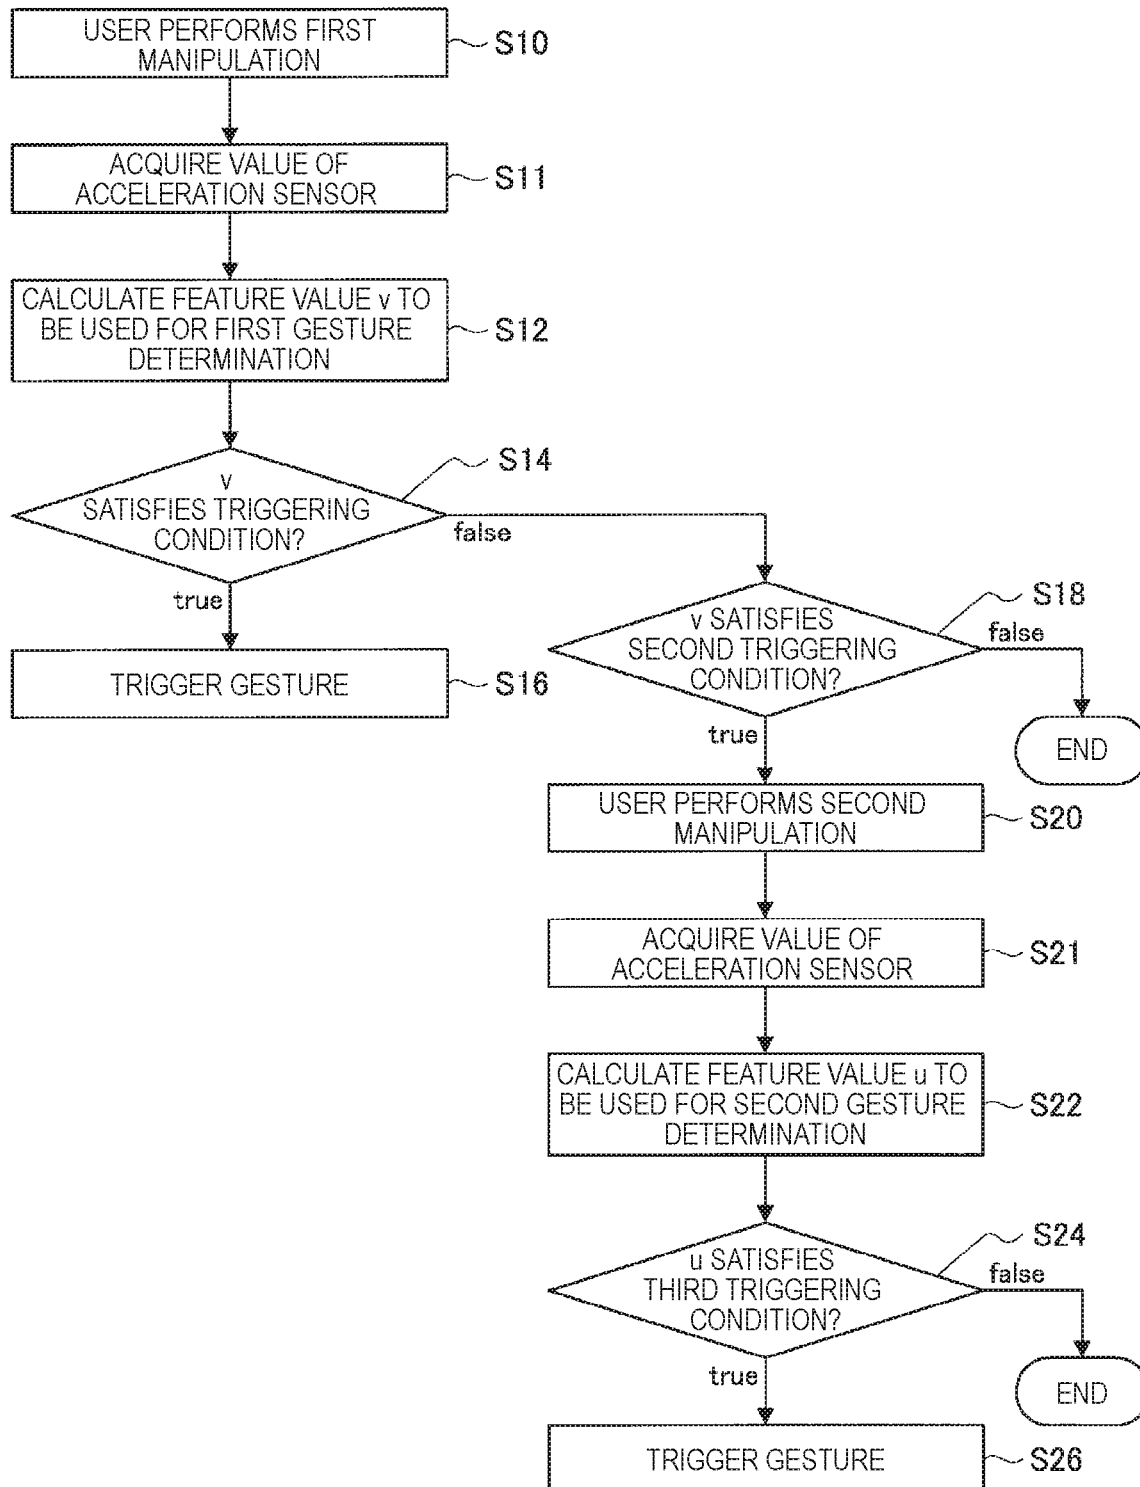 USER PERFORMS FIRST
MANIPULATION
S10
ACQUIRE VALUE OF
ACCELERATION SENSOR
S11
CALCULATE FEATURE VALUE v TO
BE USED FOR FIRST GESTURE
DETERMINATION
S12
v
SATISFIES TRIGGERING
CONDITION?
S14
false
true
TRIGGER GESTURE
S16
v SATISFIES
SECOND TRIGGERING
CONDITION?
S18
false
END
true
USER PERFORMS SECOND
MANIPULATION
S20
ACQUIRE VALUE OF
ACCELERATION SENSOR
S21
CALCULATE FEATURE VALUE u TO
BE USED FOR SECOND GESTURE
DETERMINATION
S22
u SATISFIES
THIRD TRIGGERING
CONDITION?
S24
false
END
true
TRIGGER GESTURE
S26